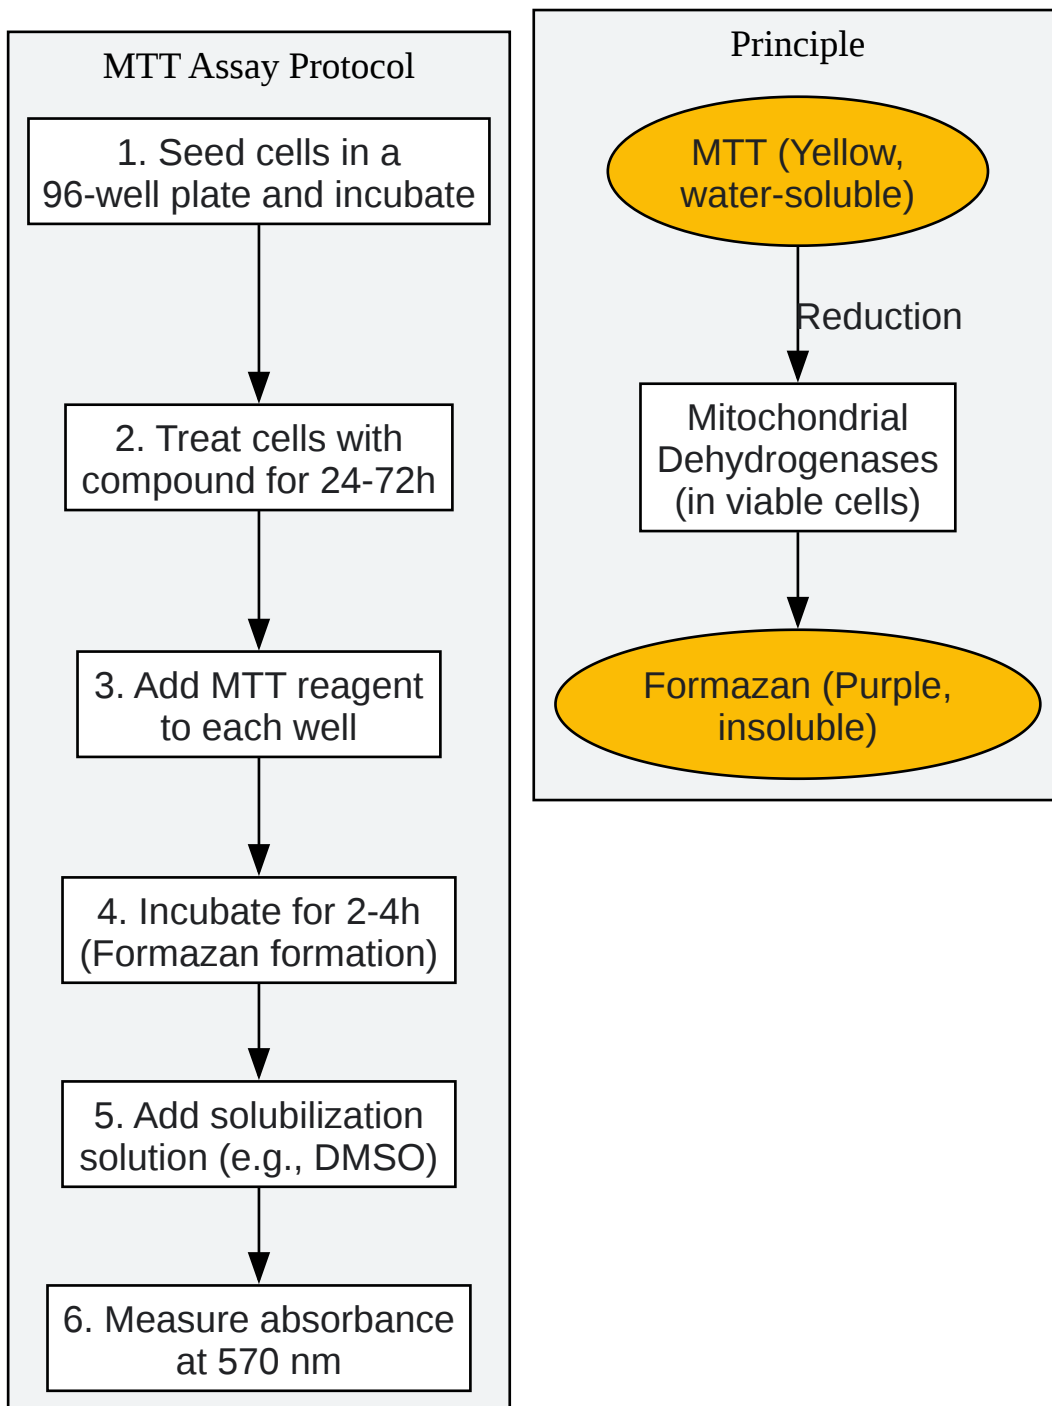 MTT Assay Protocol
1. Seed cells in a
96-well plate and incubate
2. Treat cells with
compound for 24-72h
3. Add MTT reagent
to each well
4. Incubate for 2-4h
(Formazan formation)
5. Add solubilization
solution (e.g., DMSO)
6. Measure absorbance
at 570 nm
Principle
MTT (Yellow,
water-soluble)
Reduction
Mitochondrial
Dehydrogenases
(in viable cells)
Formazan (Purple,
insoluble)